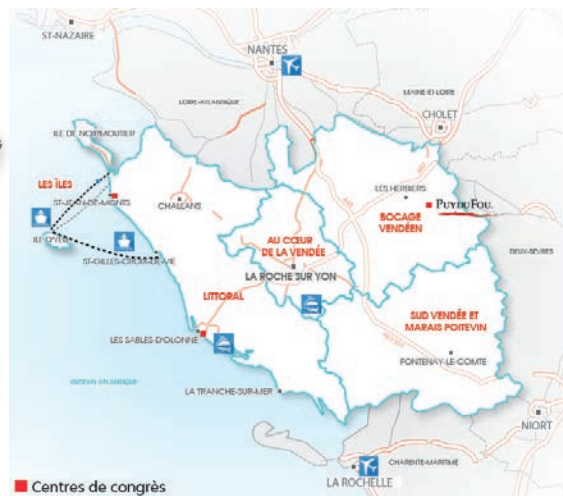 ST-NAZAIRE
NANTES
MAINE-ET-LOIRE
LOIRE-ATLANTIQUE
CHOLET
ILE DE NOIRMOUTIER
LES ÎLES
ST-JEAN-DE-MONTS
CHALLANS
LES HERBIERS
PUY DU FOU
BOCAGE
VENDÉEN
ILE D'YEU
AU CŒUR
DE LA VENDÉE
DEUX-SEVRES
ST-GILLES-CROIX-DE-VIE
LA ROCHE SUR YON
LITTORAL
SUD VENDÉE ET
MARAIS POITEVIN
LES SABLES-D'OLONNE
FONTENAY-LE-COMTE
OCÉAN ATLANTIQUE
LA TRANCHE-SUR-MER
NIORT
CHARENTE-MARITIME
LA ROCHELLE
Centres de congrès